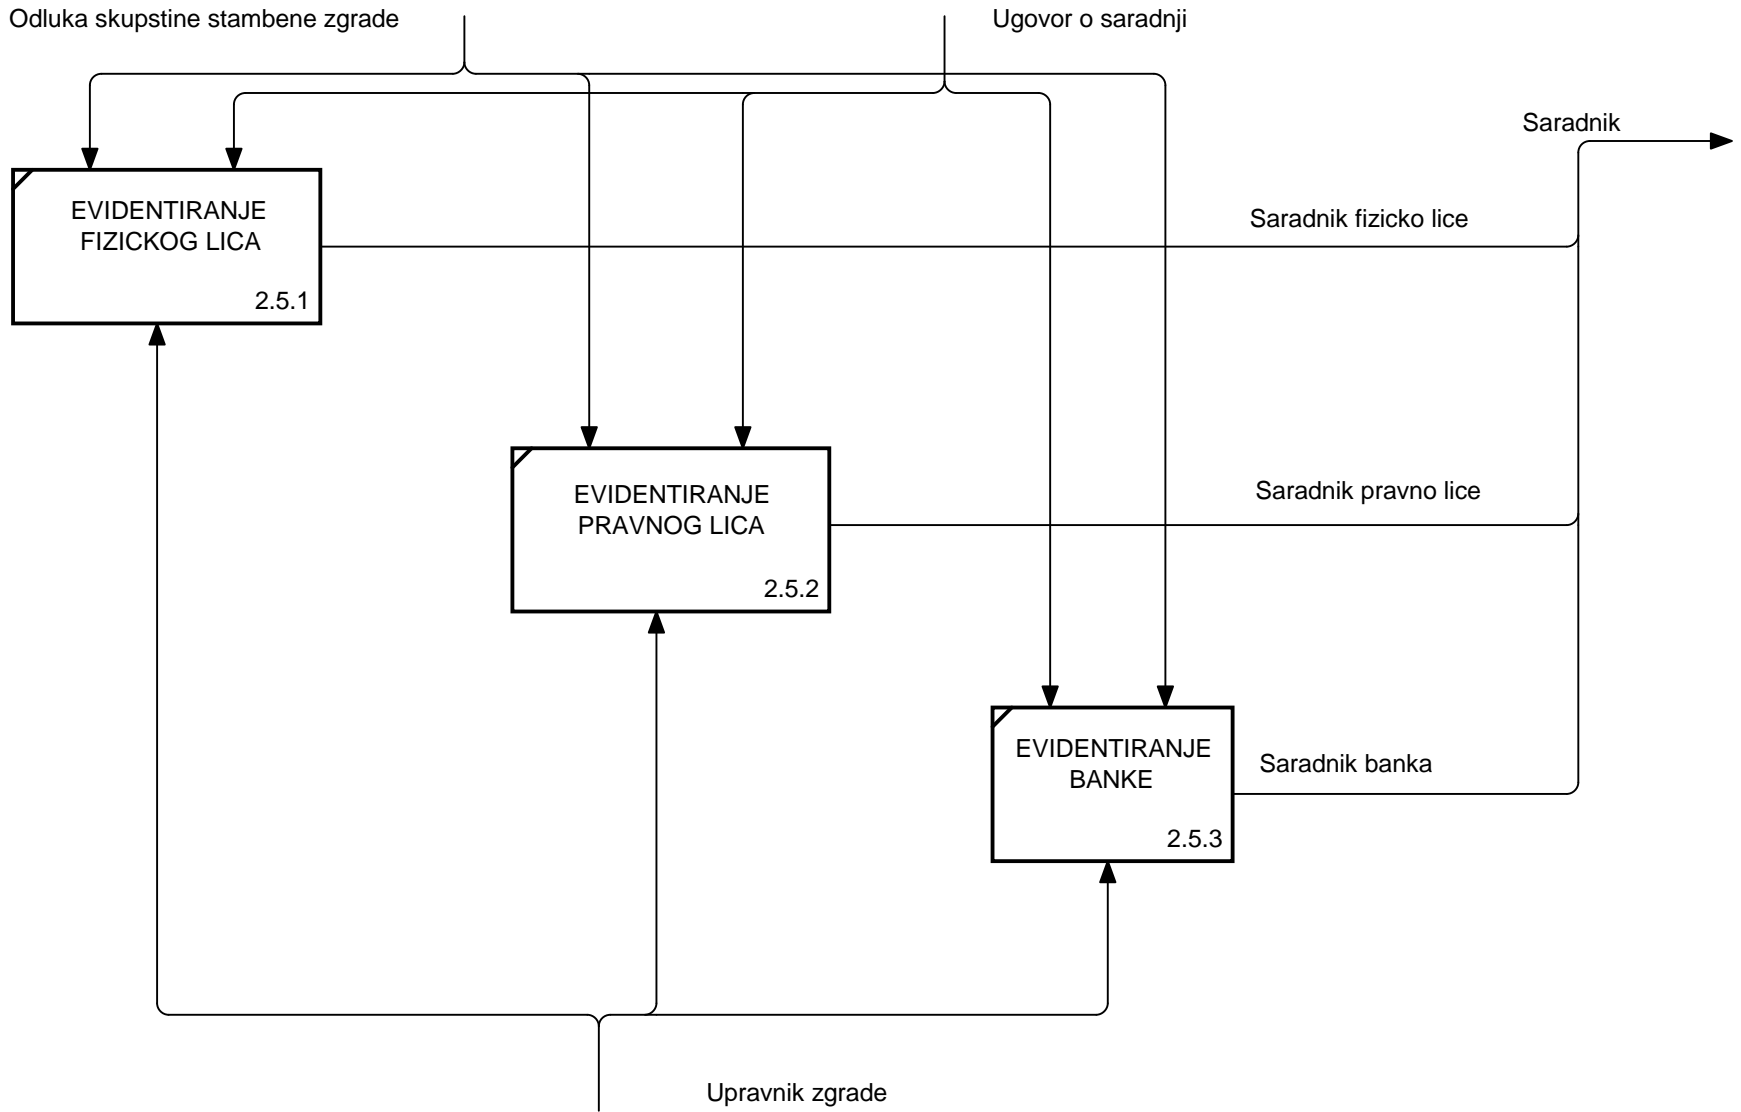 Odluka skupstine stambene zgrade
Ugovor o saradnji
Saradnik
EVIDENTIRANJE
FIZICKOG LICA
2.5.1
Saradnik fizicko lice
EVIDENTIRANJE
PRAVNOG LICA
2.5.2
Saradnik pravno lice
EVIDENTIRANJE
BANKE
2.5.3
Saradnik banka
Upravnik zgrade